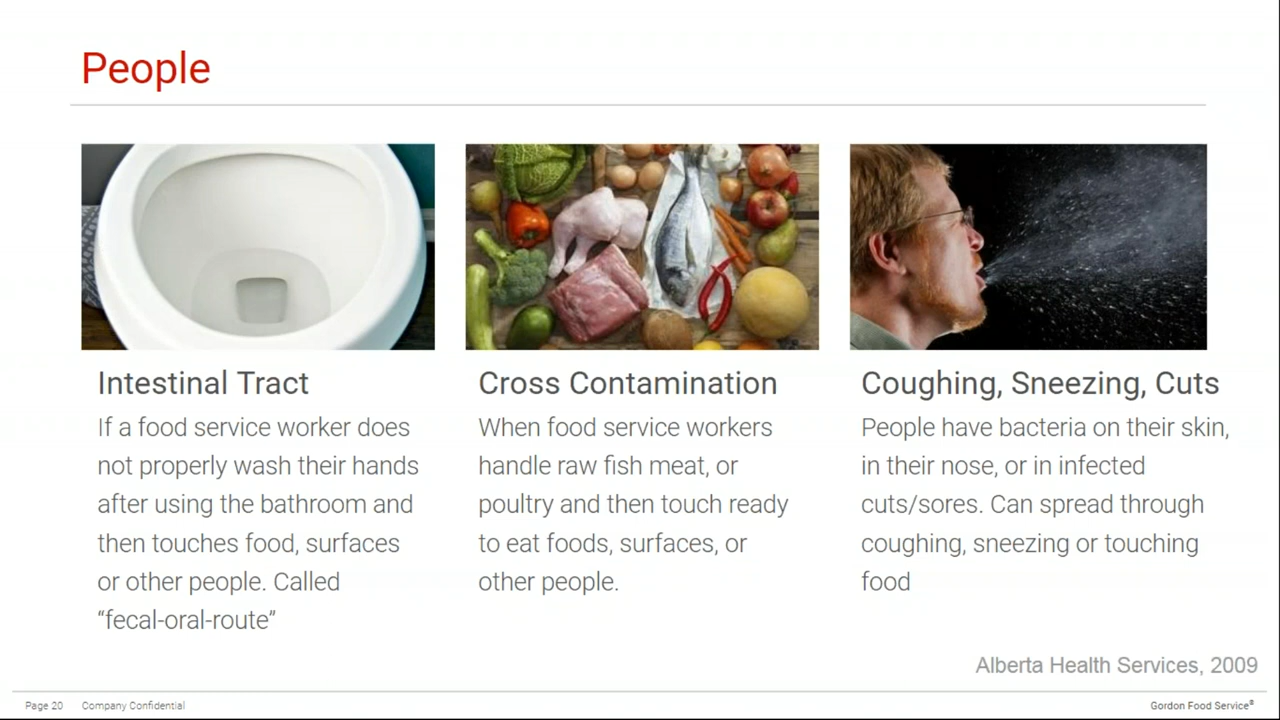 People
Intestinal Tract
If a food service worker does
not properly wash their hands
after using the bathroom and
then touches food, surfaces
or other people. Called
“fecal-oral-route”
Cross Contamination
When food service workers
handle raw fish meat, or
poultry and then touch ready
to eat foods, surfaces, or
other people.
Coughing, Sneezing, Cuts
People have bacteria on their skin,
in their nose, or in infected
cuts/sores. Can spread through
coughing, sneezing or touching
food
Alberta Health Services, 2009
Page 20 Company Confidential
Gordon Food Service®